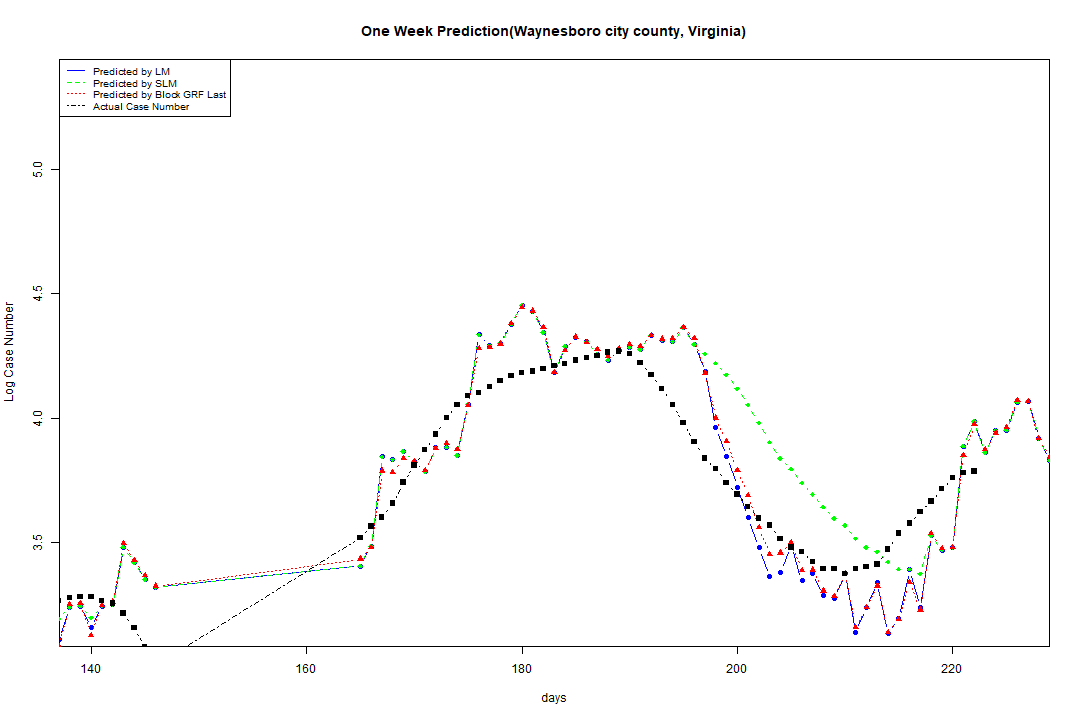 One Week Prediction(Waynesboro city county, Virginia)
Predicted by LM
Predicted by SLM
Predicted by Block GRF Last
Actual Case Number
5.0
4.5
4.0
3.5
Log Case Number
140 160 180 200 220
days